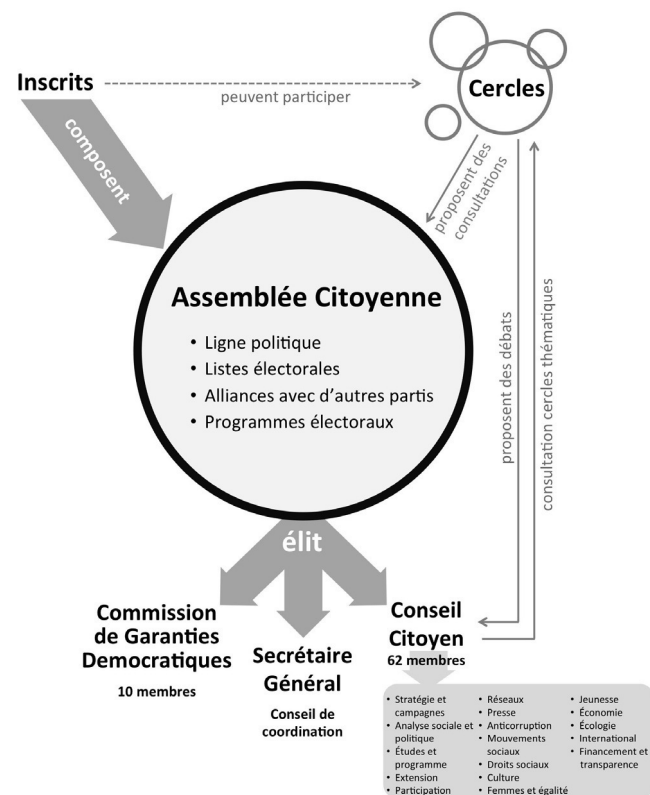 Inscrits
peuvent participer
Cercles
composent
proposent des
consultations
Assemblée Citoyenne
• Ligne politique
• Listes électorales
• Alliances avec d'autres partis
• Programmes électoraux
proposent des débats
consultation cercles thématiques
élit
Commission
de Garanties
Democratiques
10 membres
Secrétaire
Général
Conseil de
coordination
Conseil
Citoyen
62 membres
• Stratégie et
campagnes
• Analyse sociale et
politique
• Études et
programme
• Extension
• Participation
• Réseaux
• Presse
• Anticorruption
• Mouvements
sociaux
• Droits sociaux
• Culture
• Femmes et égalité
• Jeunesse
• Économie
• Écologie
• International
• Financement et
transparence